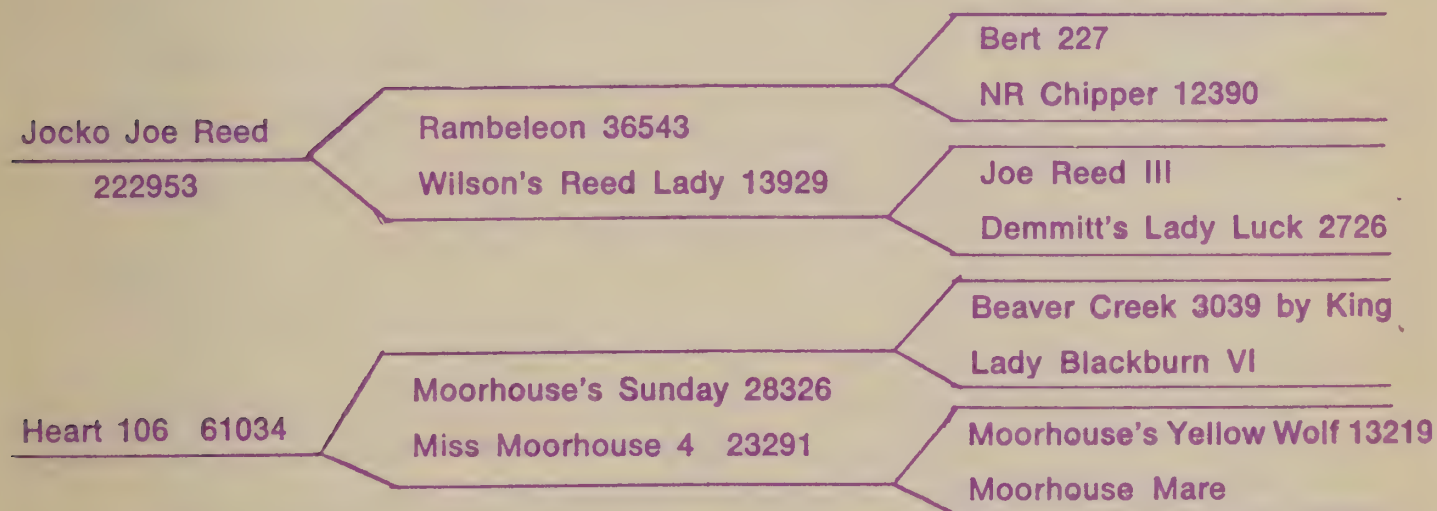 Bert 227
NR Chipper 12390
Jocko Joe Reed
222953
Rambeleon 36543
Wilson's Reed Lady 13929
Joe Reed III
Demmitt's Lady Luck 2726
Beaver Creek 3039 by King
Lady Blackburn VI
Heart 106 61034
Moorhouse's Sunday 28326
Miss Moorhouse 4 23291
Moorhouse's Yellow Wolf 13219
Moorhouse Mare